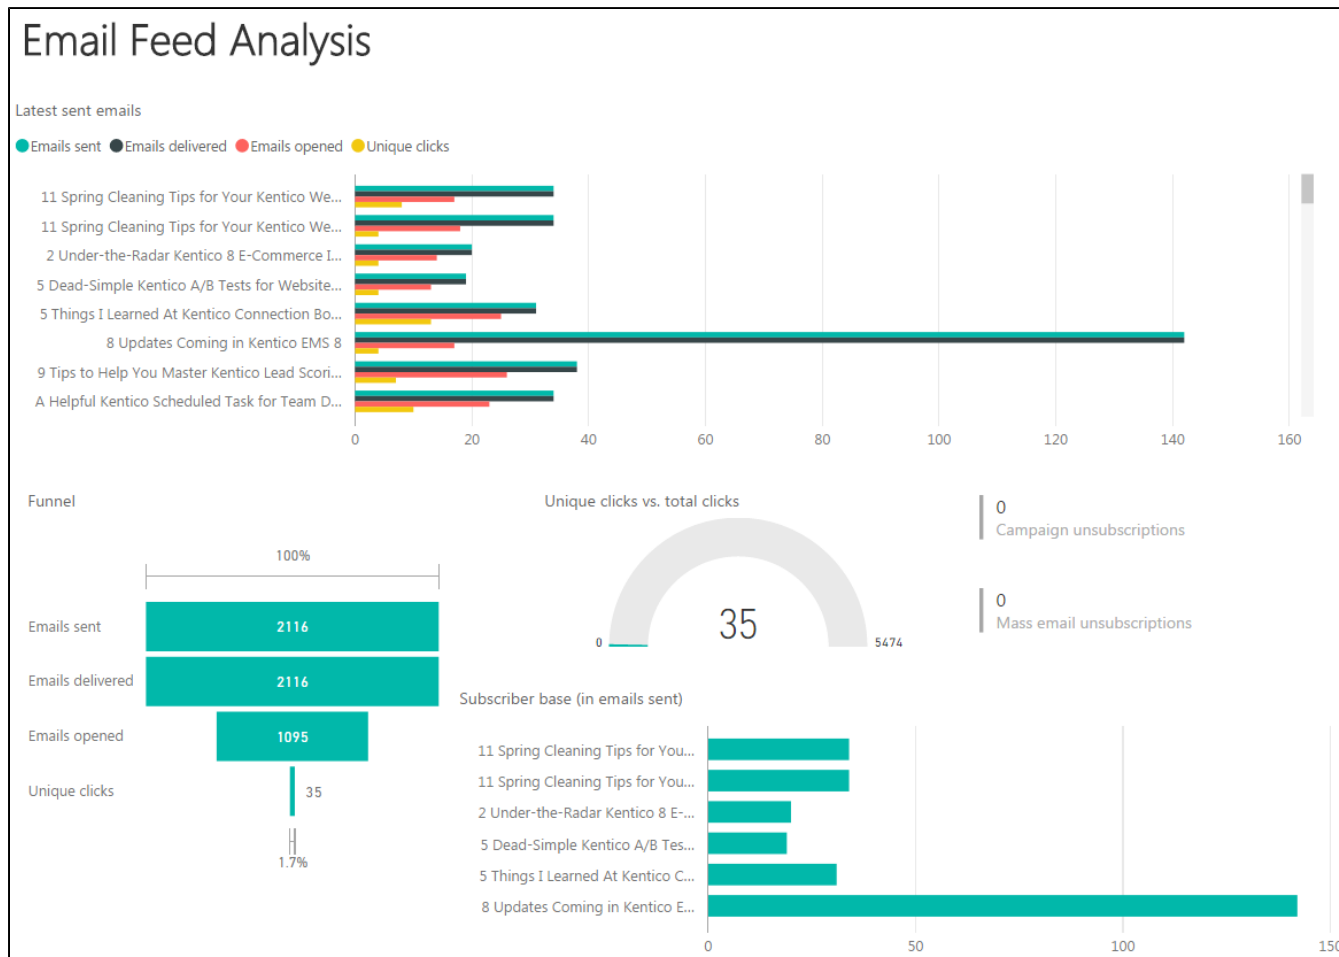 Email Feed Analysis
Latest sent emails
Emails sent Emails delivered Emails opened Unique clicks
11 Spring Cleaning Tips for Your Kentico We...
11 Spring Cleaning Tips for Your Kentico We...
2 Under-the-Radar Kentico 8 E-Commerce I...
5 Dead-Simple Kentico A/B Tests for Website...
5 Things I Learned At Kentico Connection Bo...
8 Updates Coming in Kentico EMS 8
9 Tips to Help You Master Kentico Lead Scori...
A Helpful Kentico Scheduled Task for Team D...
0 20 40 60 80 100 120 140 160
Funnel
100%
Emails sent 2116
Emails delivered 2116
Emails opened 1095
Unique clicks 35
1.7%
Unique clicks vs. total clicks
35
0 5474
0
Campaign unsubscriptions
0
Mass email unsubscriptions
Subscriber base (in emails sent)
11 Spring Cleaning Tips for You...
11 Spring Cleaning Tips for You...
2 Under-the-Radar Kentico 8 E-...
5 Dead-Simple Kentico A/B Tes...
5 Things I Learned At Kentico C...
8 Updates Coming in Kentico E...
0 50 100 150